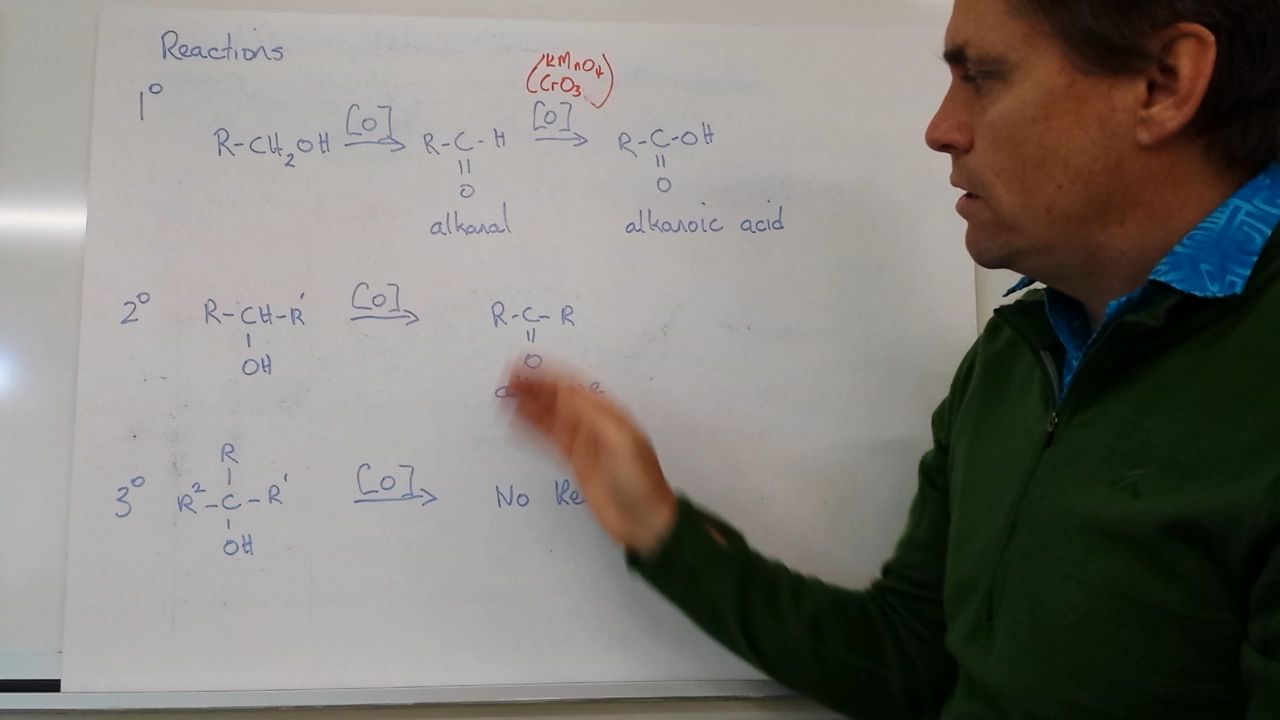 Reactions
(KMnO₄
CrO₃)
1°
R-CH₂OH [O]→ R-C-H [O]→ R-C-OH
|| ||
O O
alkanal alkanoic acid
2° R-CH-R' [O]→ R-C-R
| ||
OH O
R
|
3° R²-C-R' [O]→ No
|
OH